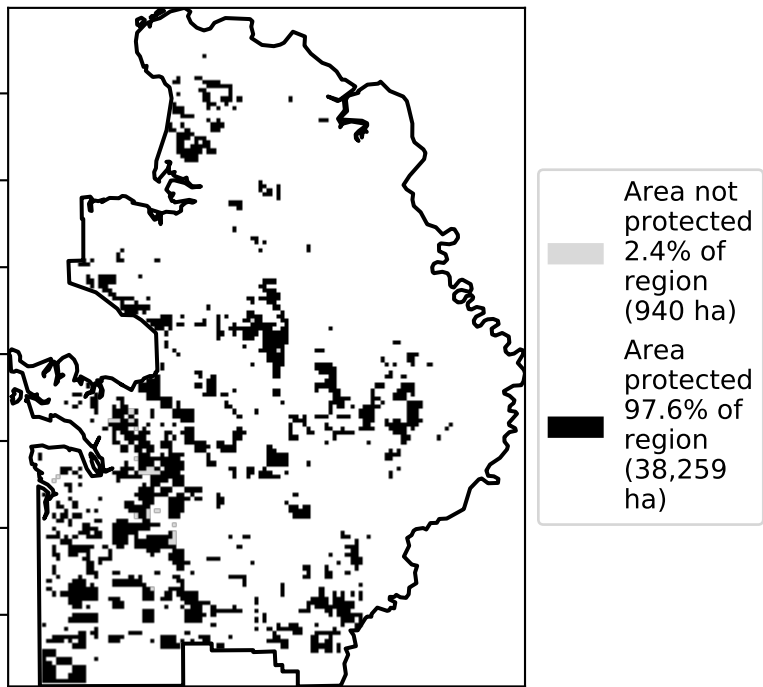 Area not
protected
2.4% of
region
(940 ha)
Area
protected
97.6% of
region
(38,259
ha)